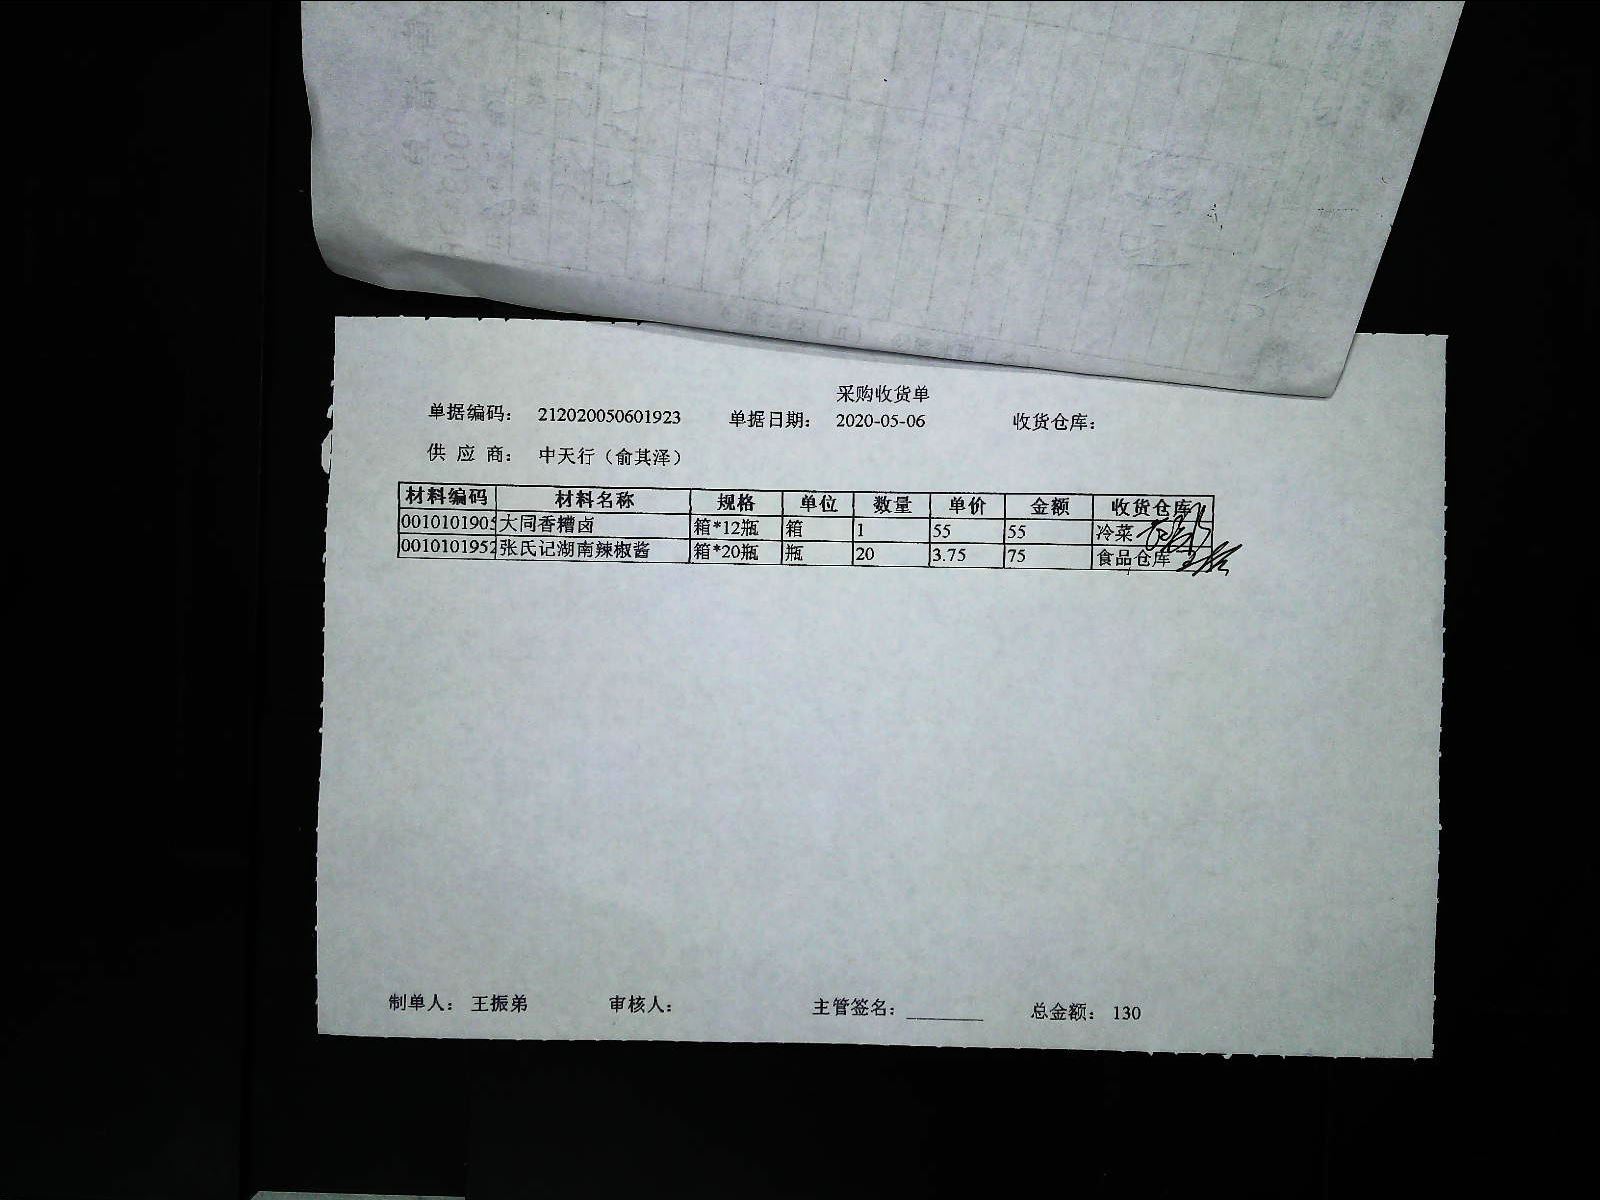 采购收货单
单据编码： 212020050601923 单据日期： 2020-05-06 收货仓库：
供 应 商： 中天行（俞其泽）
材料编码 材料名称 规格 单位 数量 单价 金额 收货仓库
0010101905 大同香糟卤 箱*12瓶 箱 1 55 55 冷菜
0010101952 张氏记湖南辣椒酱 箱*20瓶 瓶 20 3.75 75 食品仓库
制单人： 王振弟 审核人： 主管签名： 总金额： 130